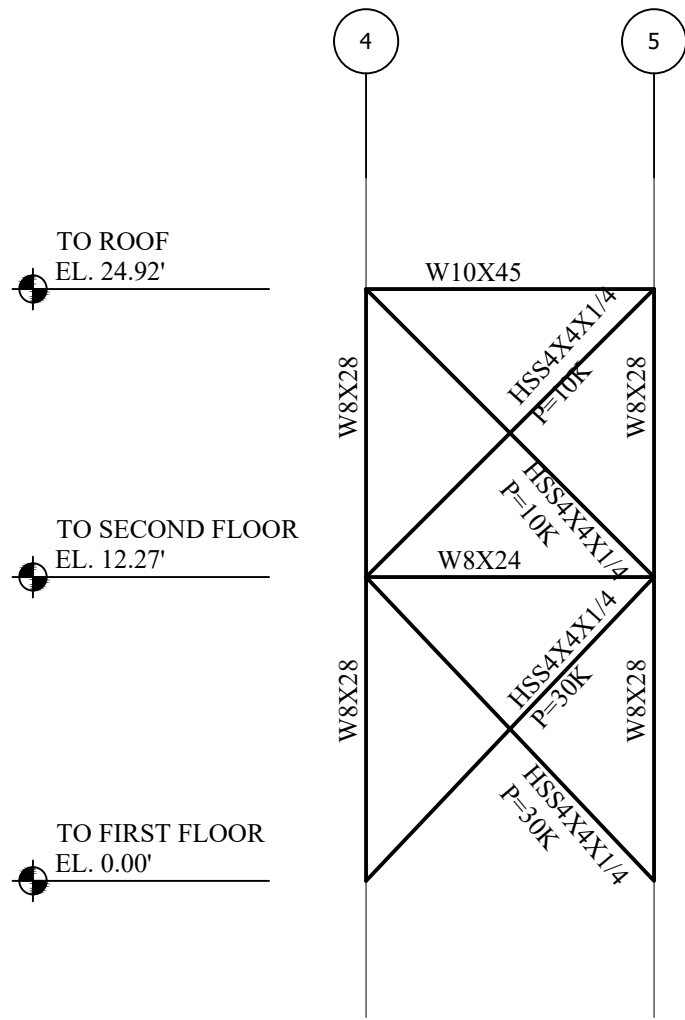 4
5
TO ROOF
EL. 24.92'
W10X45
HSS4X4X1/4
P=10K
W8X28
W8X28
HSS4X4X1/4
P=10K
TO SECOND FLOOR
EL. 12.27'
W8X24
HSS4X4X1/4
P=30K
W8X28
W8X28
HSS4X4X1/4
P=30K
TO FIRST FLOOR
EL. 0.00'